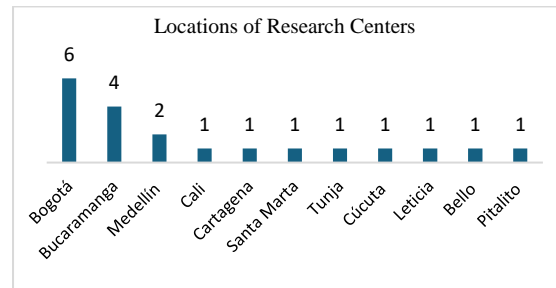 Locations of Research Centers
6
4
2
1
1
1
1
1
1
1
1
Bogotá
Bucaramanga
Medellín
Cali
Cartagena
Santa Marta
Tunja
Cúcuta
Leticia
Bello
Pitalito